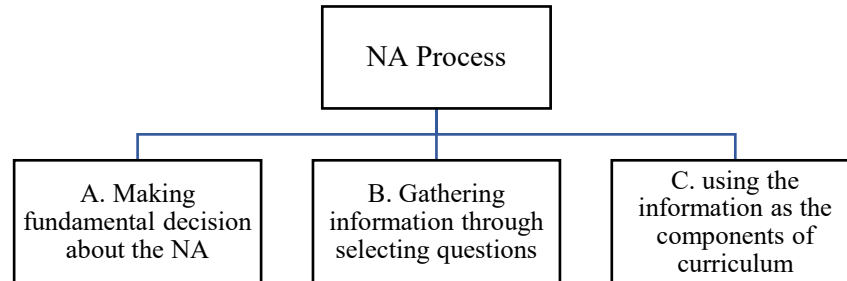 NA Process
A. Making
fundamental decision
about the NA
B. Gathering
information through
selecting questions
C. using the
information as the
components of
curriculum